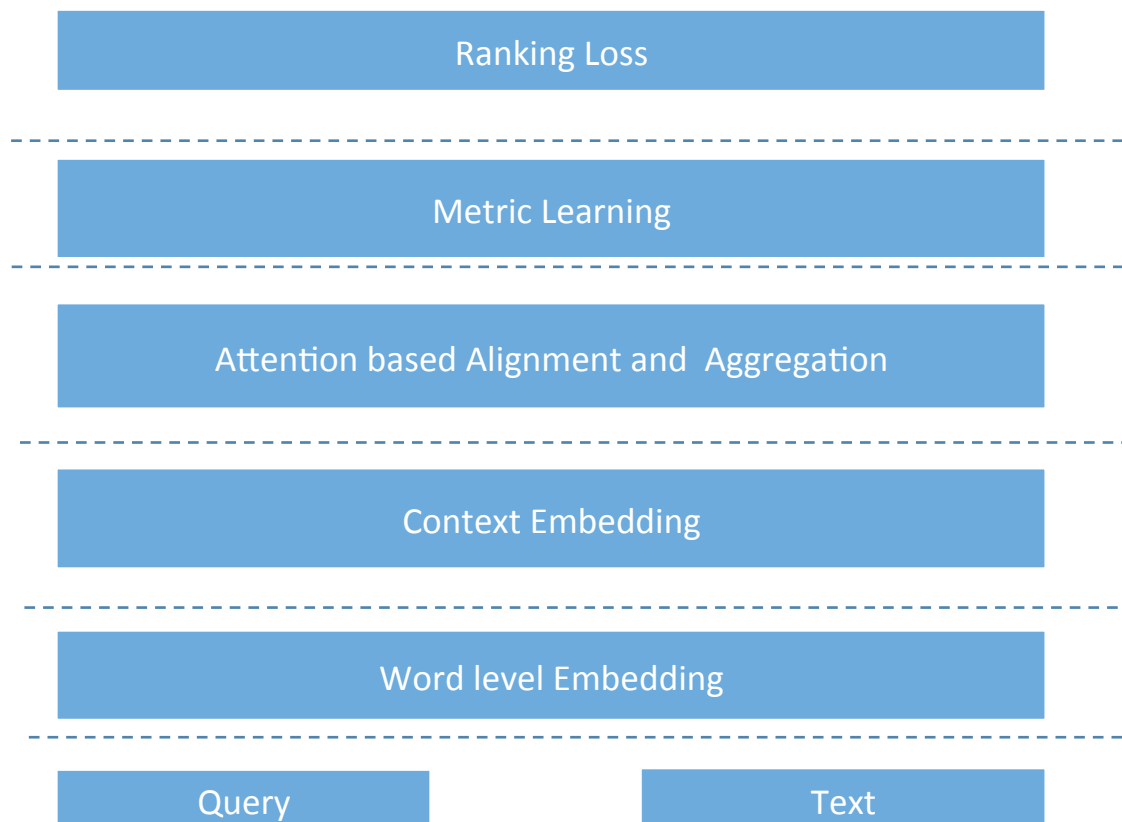 Ranking Loss
Metric Learning
Attention based Alignment and  Aggregation
Context Embedding
Word level Embedding
Query
Text